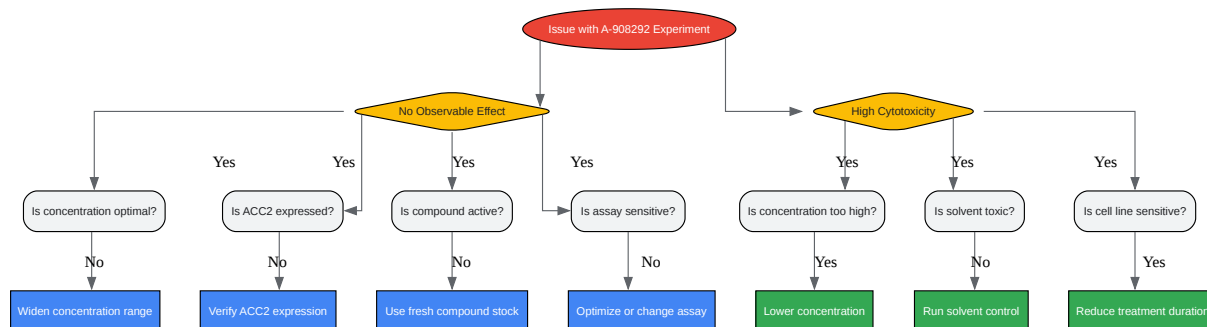 Issue with A-908292 Experiment
No Observable Effect
High Cytotoxicity
Yes
Yes
Yes
Yes
Yes
Yes
Yes
Is concentration optimal?
Is ACC2 expressed?
Is compound active?
Is assay sensitive?
Is concentration too high?
Is solvent toxic?
Is cell line sensitive?
No
No
No
No
Yes
No
Yes
Widen concentration range
Verify ACC2 expression
Use fresh compound stock
Optimize or change assay
Lower concentration
Run solvent control
Reduce treatment duration